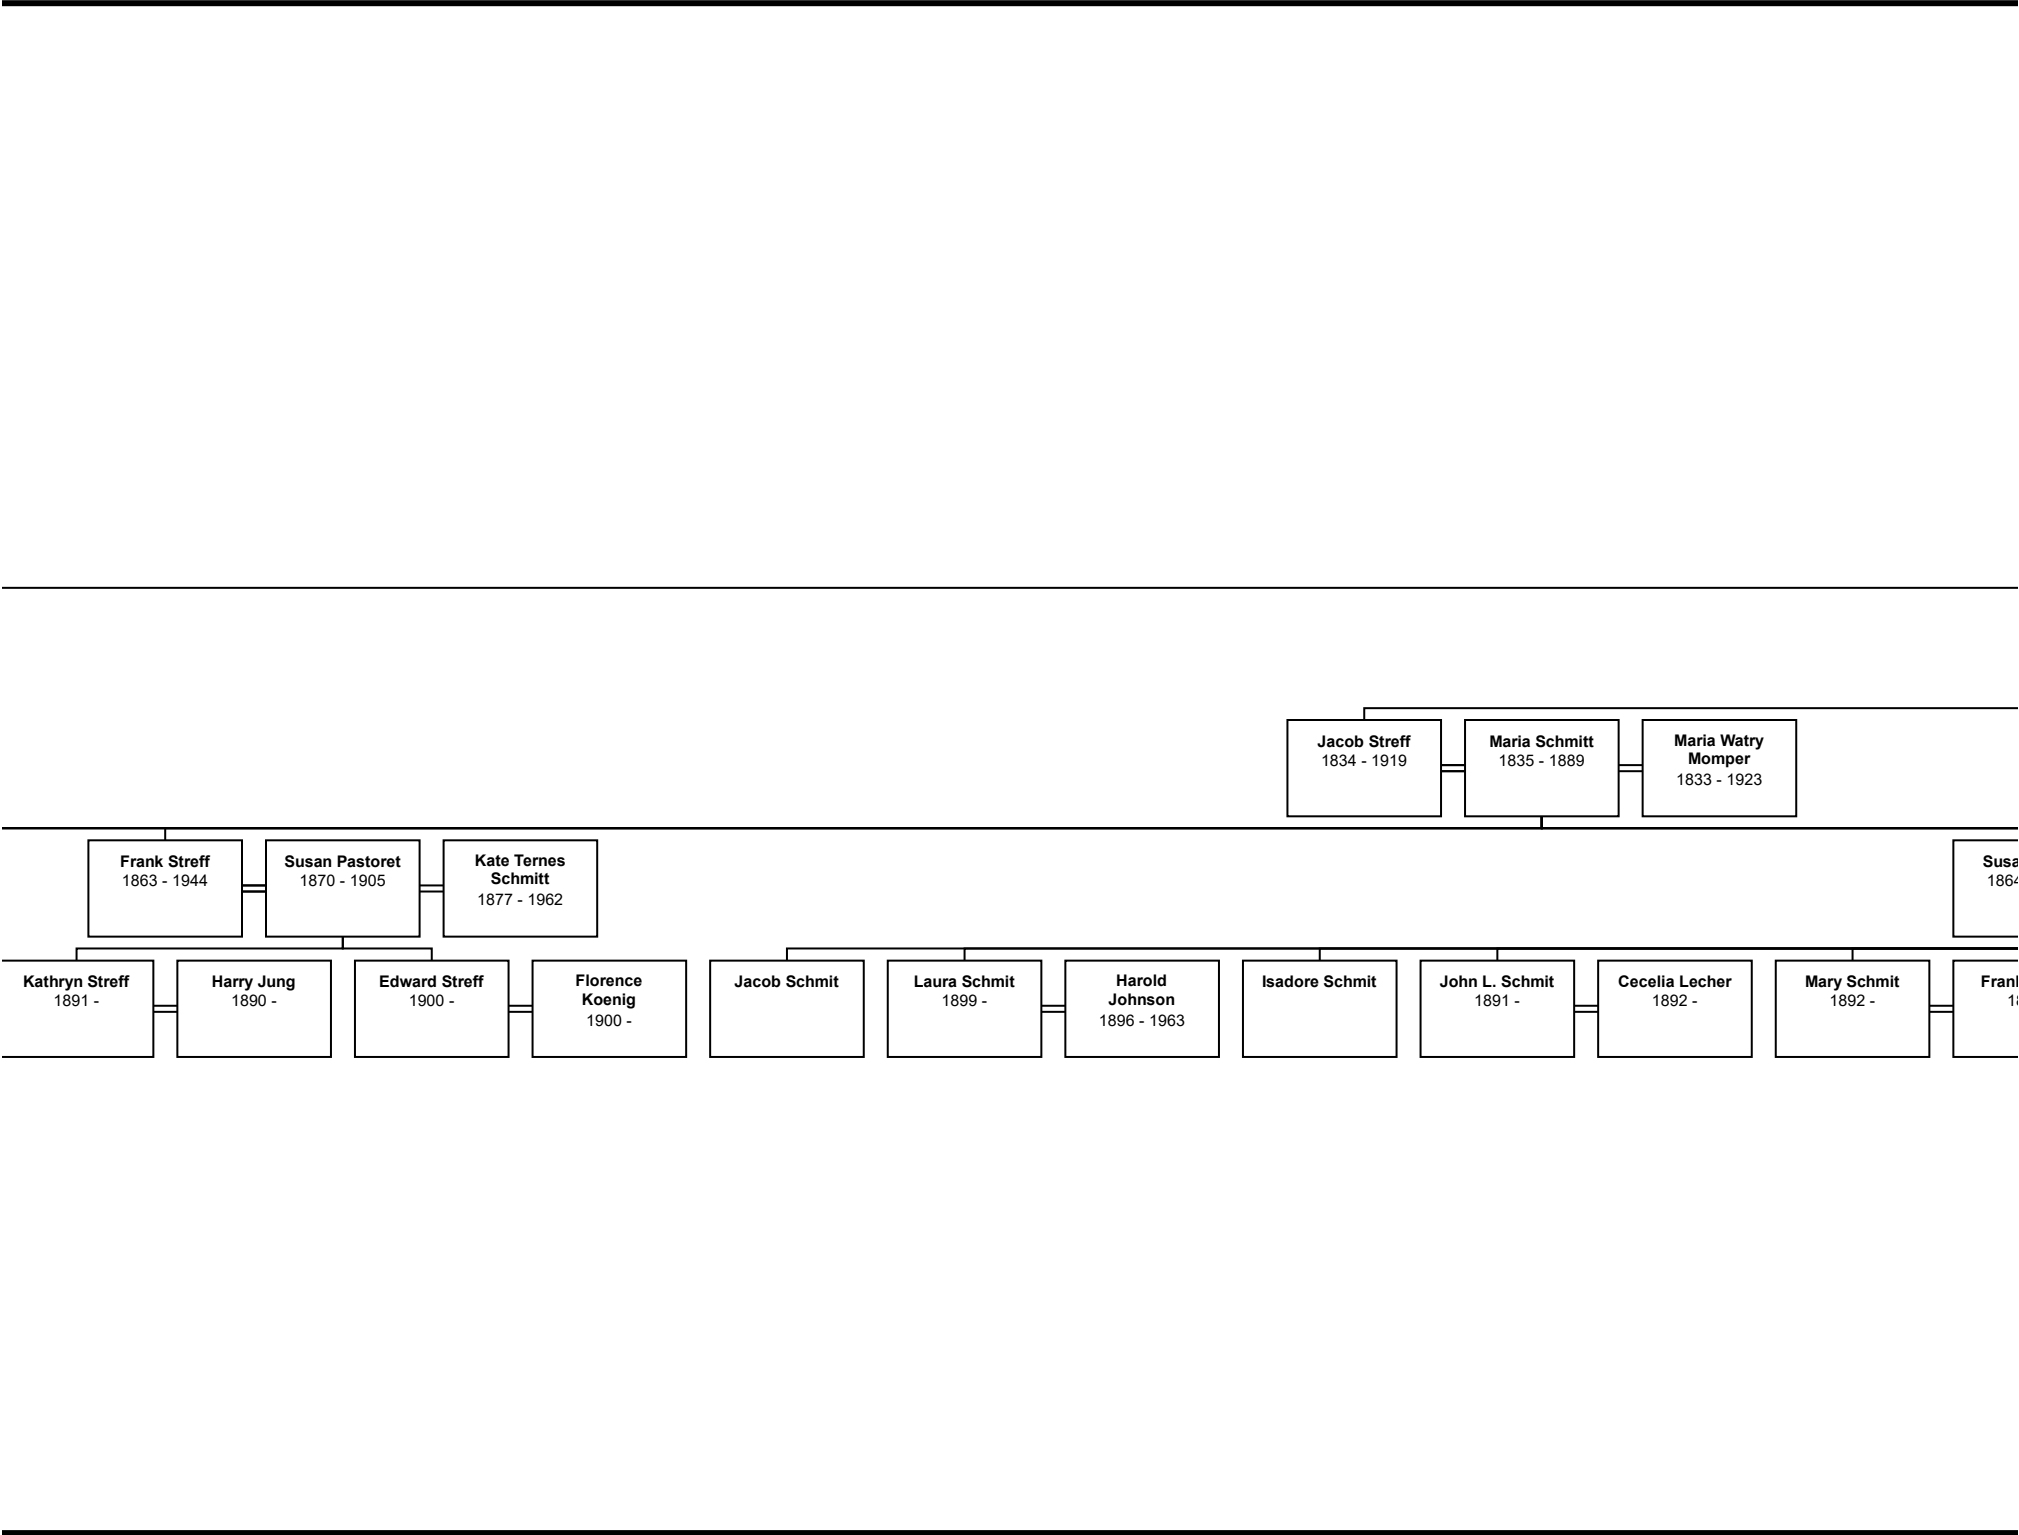 Jacob Streff
1834 - 1919
Maria Schmitt
1835 - 1889
Maria Watry
Momper
1833 - 1923
Frank Streff
1863 - 1944
Susan Pastoret
1870 - 1905
Kate Ternes
Schmitt
1877 - 1962
Susa
1864
Kathryn Streff
1891 -
Harry Jung
1890 -
Edward Streff
1900 -
Florence
Koenig
1900 -
Jacob Schmit
Laura Schmit
1899 -
Harold
Johnson
1896 - 1963
Isadore Schmit
John L. Schmit
1891 -
Cecelia Lecher
1892 -
Mary Schmit
1892 -
Frank